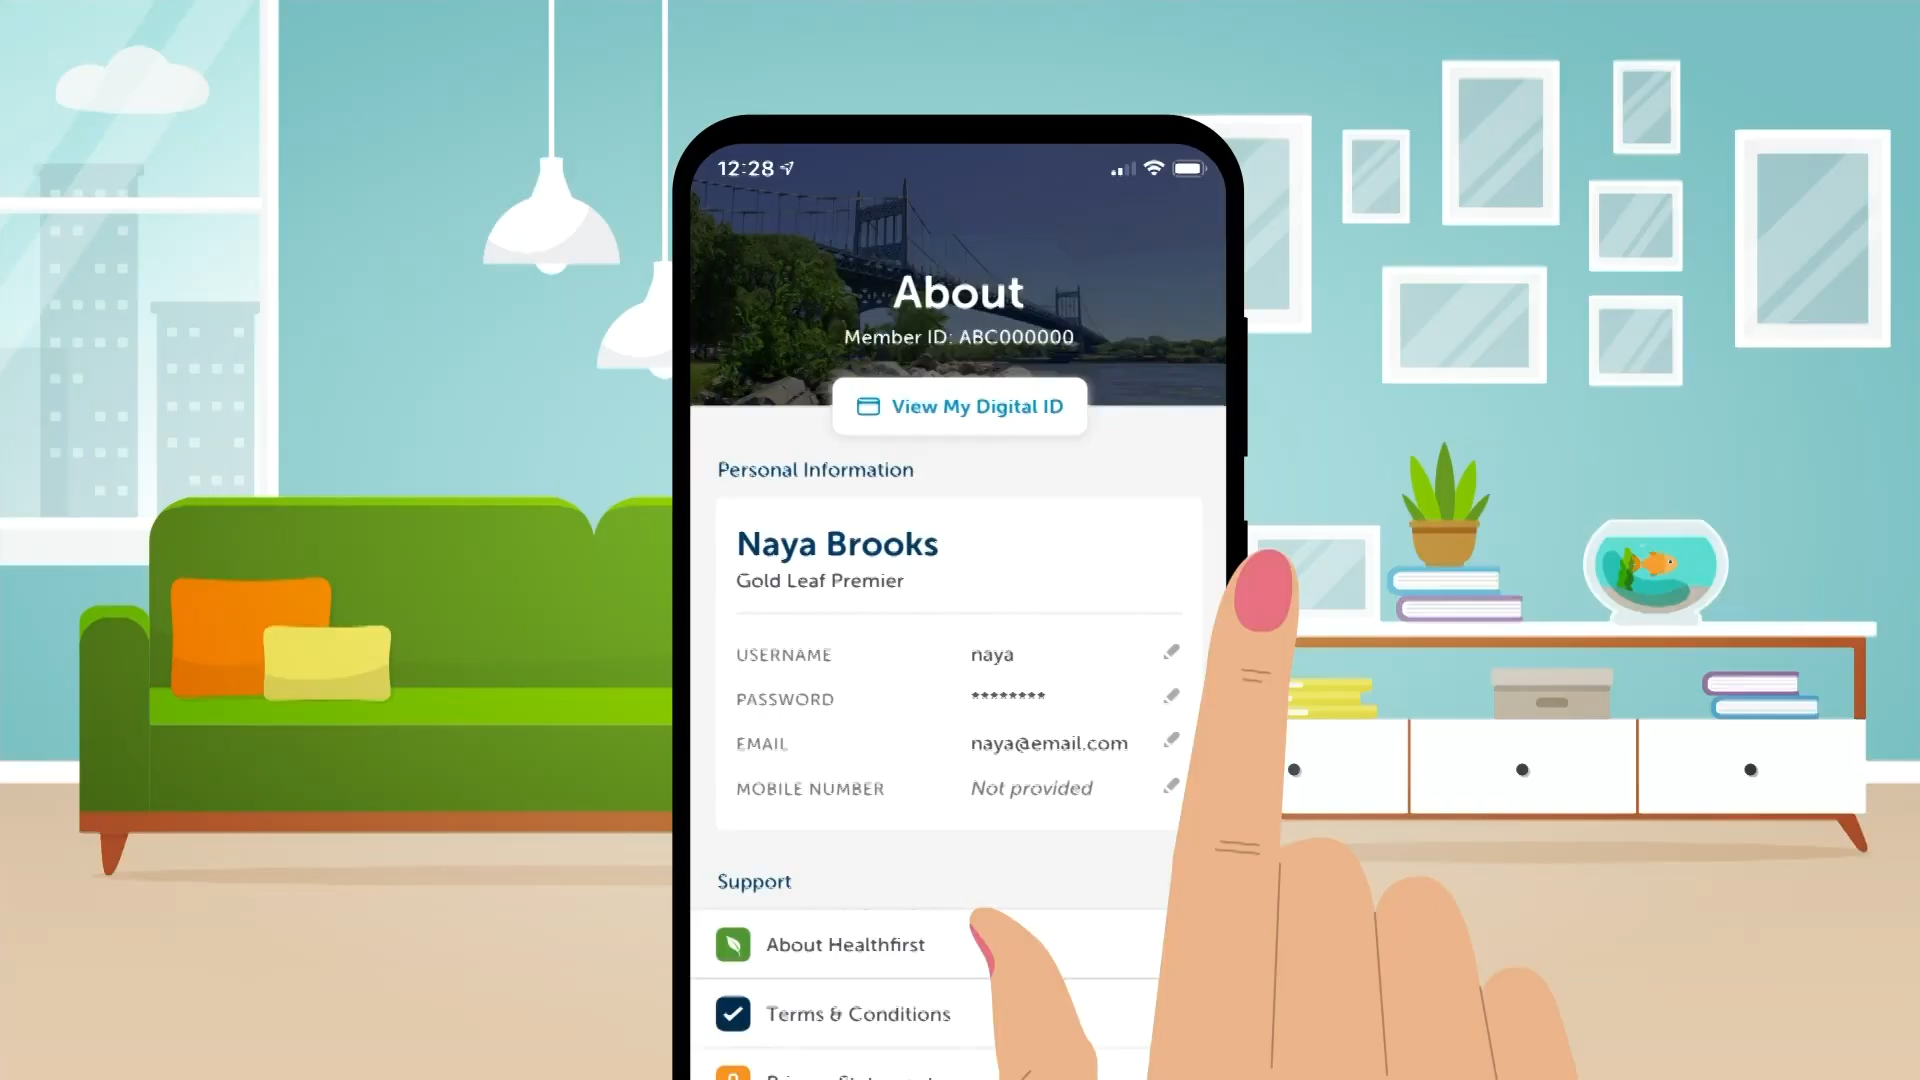 12:28
About
Member ID: ABC000000
View My Digital ID
Personal Information
Naya Brooks
Gold Leaf Premier
USERNAME naya
PASSWORD ********
EMAIL naya@email.com
MOBILE NUMBER Not provided
Support
About Healthfirst
Terms & Conditions